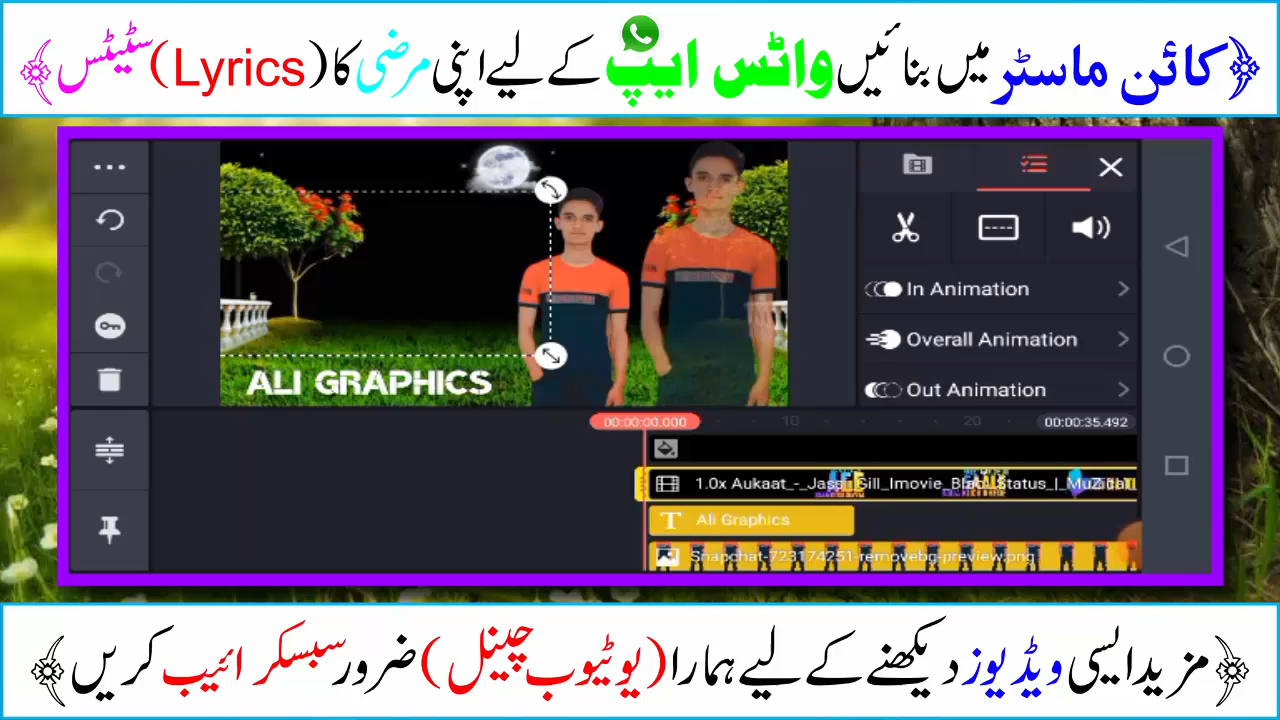 کائن ماسٹر میں بنائیں واٹس ایپ کے لیے اپنی مرضی کا (Lyrics) سٹیٹس
In Animation
Overall Animation
ALI GRAPHICS
Out Animation
00:00:00.000 10 20 00:00:35.492
1.0x Aukaat_-_Jassi_Gill_Imovie_Black_Status_|_MuZical
T Ali Graphics
Snapchat-723174251-removebg-preview.png
مزید ایسی ویڈیوز دیکھنے کے لیے ہمارا (یوٹیوب چینل) ضرور سبسکرائیب کریں